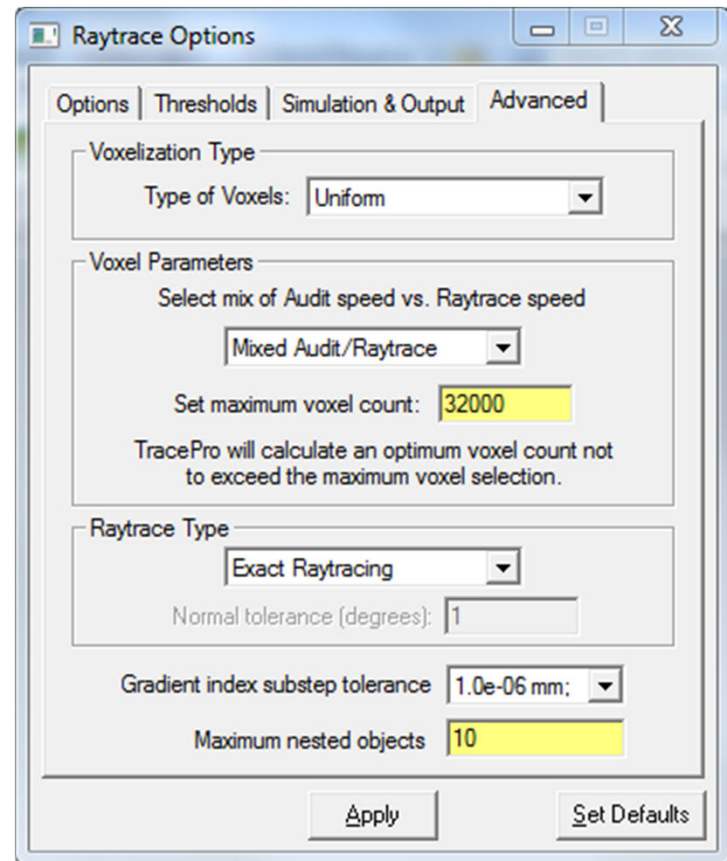 Raytrace Options
Options Thresholds Simulation & Output Advanced
Voxelization Type
Type of Voxels: Uniform
Voxel Parameters
Select mix of Audit speed vs. Raytrace speed
Mixed Audit/Raytrace
Set maximum voxel count: 32000
TracePro will calculate an optimum voxel count not
to exceed the maximum voxel selection.
Raytrace Type
Exact Raytracing
Normal tolerance (degrees): 1
Gradient index substep tolerance 1.0e-06 mm;
Maximum nested objects 10
Apply Set Defaults